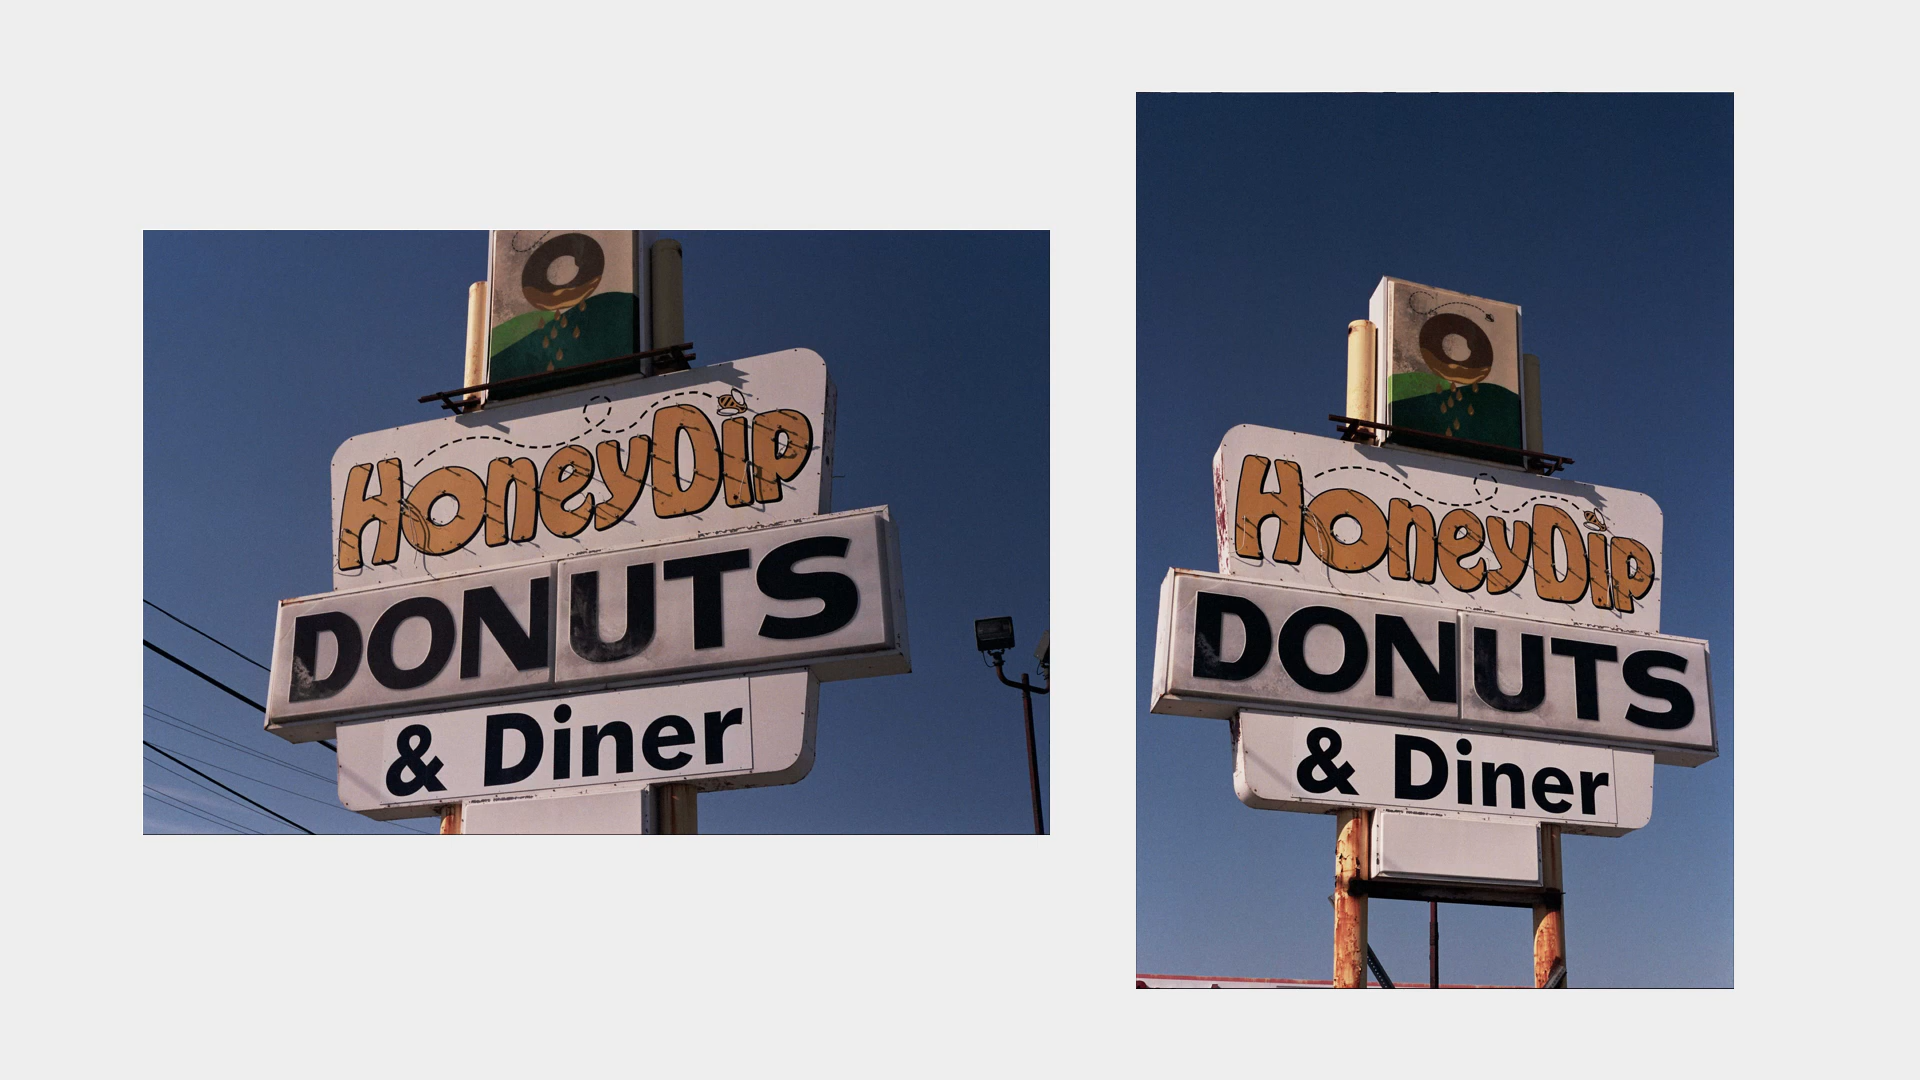 HoneyDip
DONUTS
& Diner
HoneyDip
DONUTS
& Diner